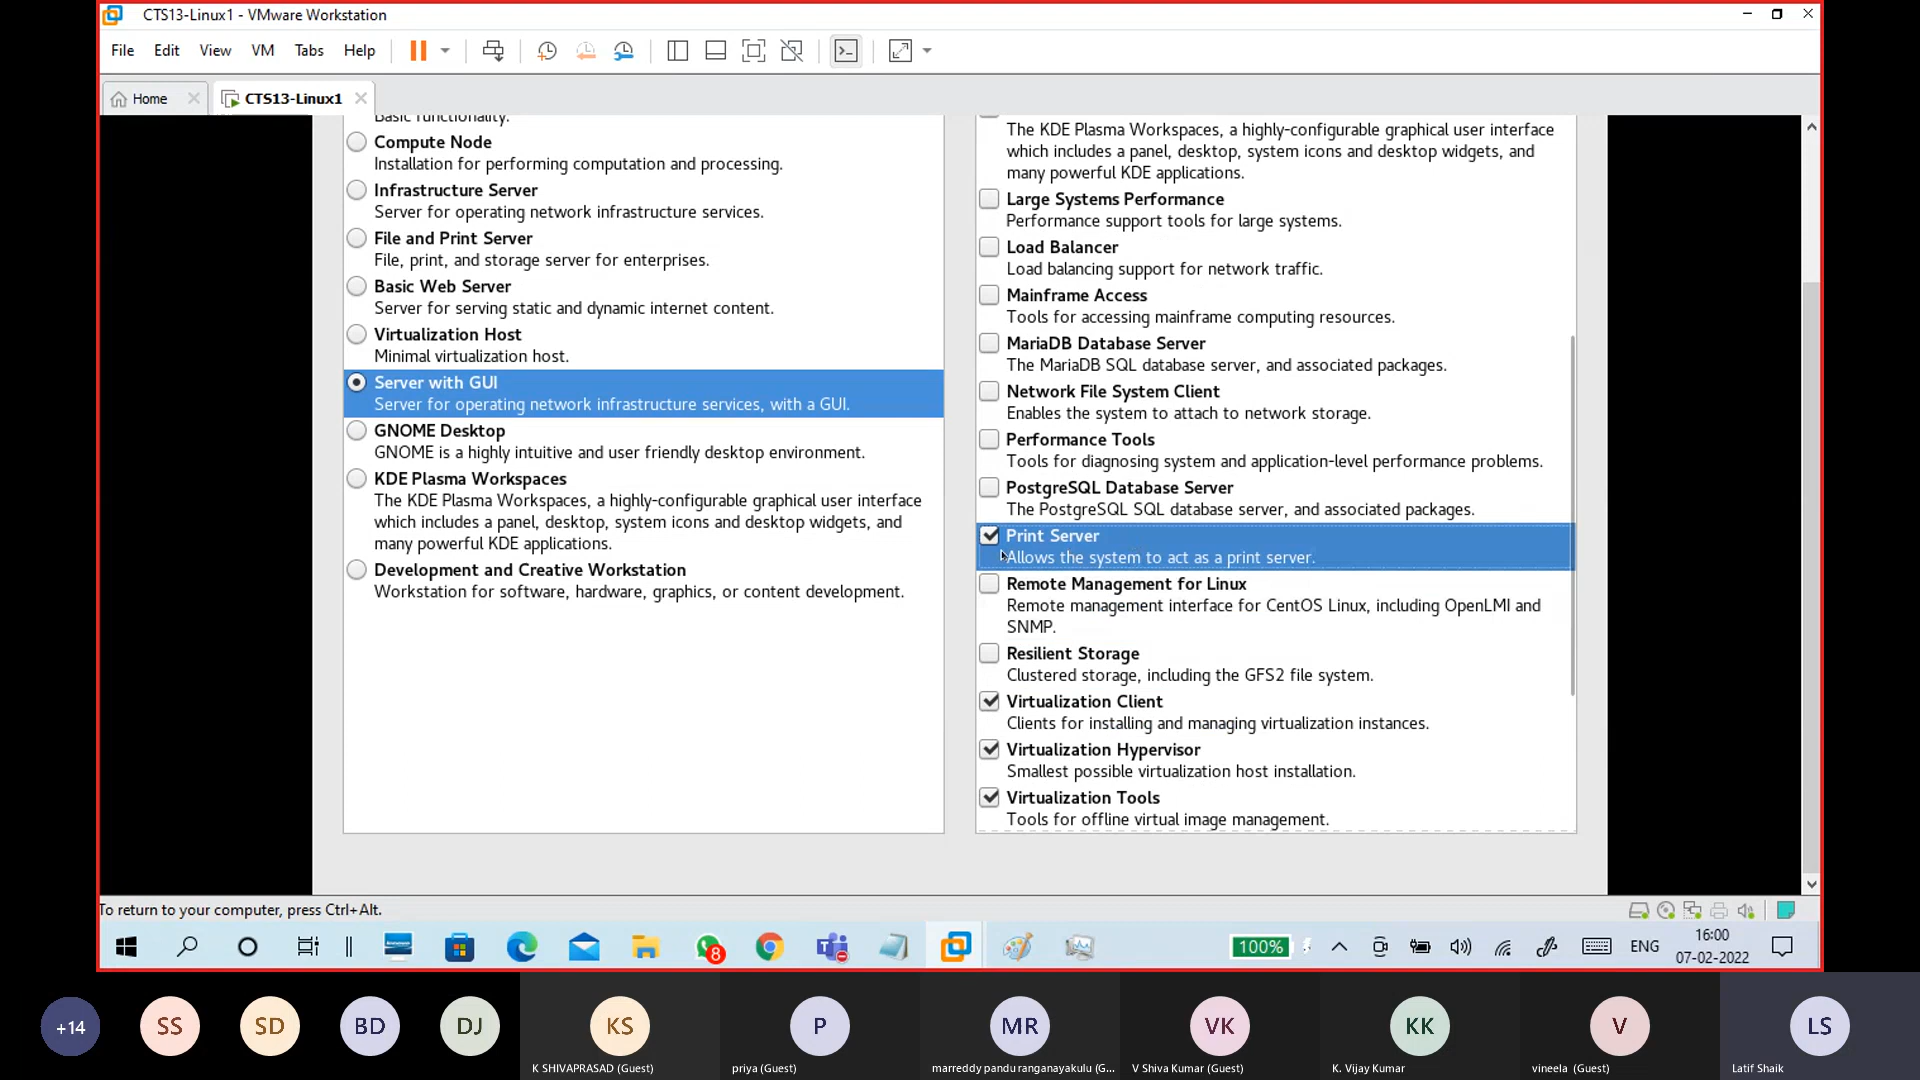 CTS13-Linux1 - VMware Workstation
File Edit View VM Tabs Help
Home
CTS13-Linux1
Basic functionality.
Compute Node
Installation for performing computation and processing.
Infrastructure Server
Server for operating network infrastructure services.
File and Print Server
File, print, and storage server for enterprises.
Basic Web Server
Server for serving static and dynamic internet content.
Virtualization Host
Minimal virtualization host.
Server with GUI
Server for operating network infrastructure services, with a GUI.
GNOME Desktop
GNOME is a highly intuitive and user friendly desktop environment.
KDE Plasma Workspaces
The KDE Plasma Workspaces, a highly-configurable graphical user interface
which includes a panel, desktop, system icons and desktop widgets, and
many powerful KDE applications.
Development and Creative Workstation
Workstation for software, hardware, graphics, or content development.
The KDE Plasma Workspaces, a highly-configurable graphical user interface
which includes a panel, desktop, system icons and desktop widgets, and
many powerful KDE applications.
Large Systems Performance
Performance support tools for large systems.
Load Balancer
Load balancing support for network traffic.
Mainframe Access
Tools for accessing mainframe computing resources.
MariaDB Database Server
The MariaDB SQL database server, and associated packages.
Network File System Client
Enables the system to attach to network storage.
Performance Tools
Tools for diagnosing system and application-level performance problems.
PostgreSQL Database Server
The PostgreSQL SQL database server, and associated packages.
Print Server
Allows the system to act as a print server.
Remote Management for Linux
Remote management interface for CentOS Linux, including OpenLMI and
SNMP.
Resilient Storage
Clustered storage, including the GFS2 file system.
Virtualization Client
Clients for installing and managing virtualization instances.
Virtualization Hypervisor
Smallest possible virtualization host installation.
Virtualization Tools
Tools for offline virtual image management.
To return to your computer, press Ctrl+Alt.
8
100%
ENG
16:00
07-02-2022
+14
SS
SD
BD
DJ
KS
P
MR
VK
KK
V
LS
K SHIVAPRASAD (Guest)
priya (Guest)
marreddy pandu ranganayakulu (G...
V Shiva Kumar (Guest)
K. Vijay Kumar
vineela (Guest)
Latif Shaik